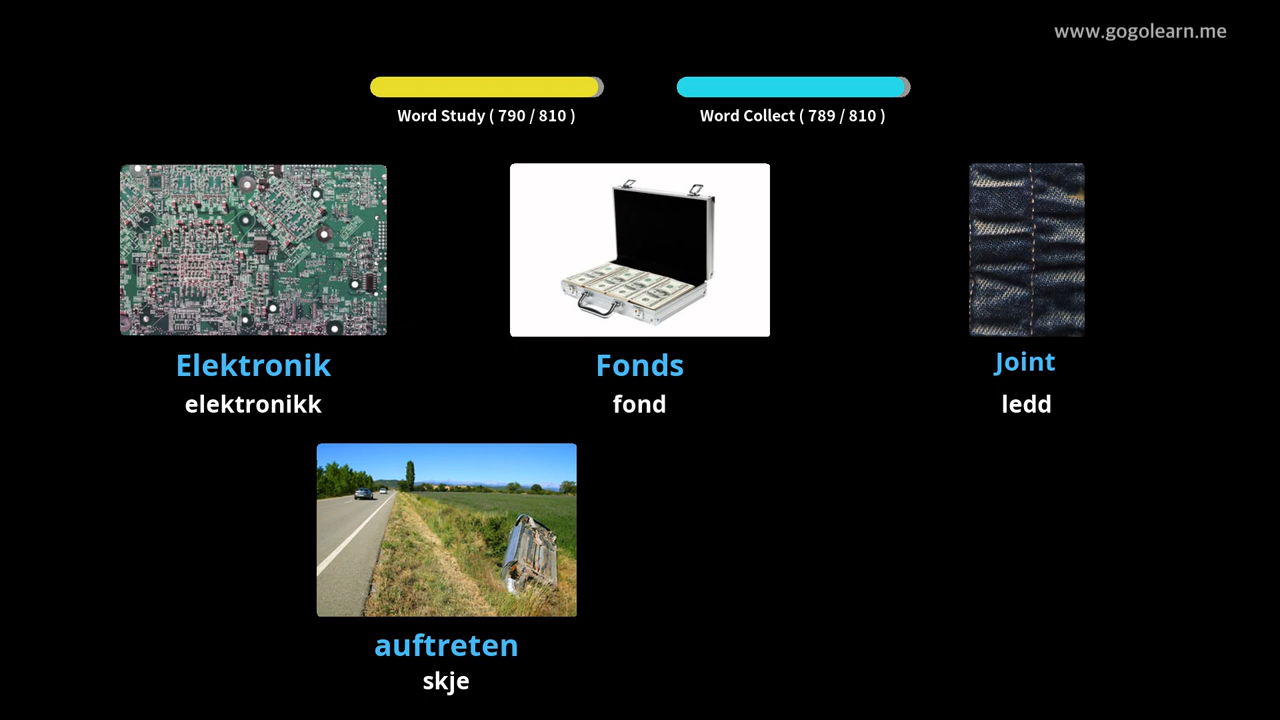 www.gogolearn.me
Word Study ( 790 / 810 )
Word Collect ( 789 / 810 )
Elektronik
elektronikk
Fonds
fond
Joint
ledd
auftreten
skje